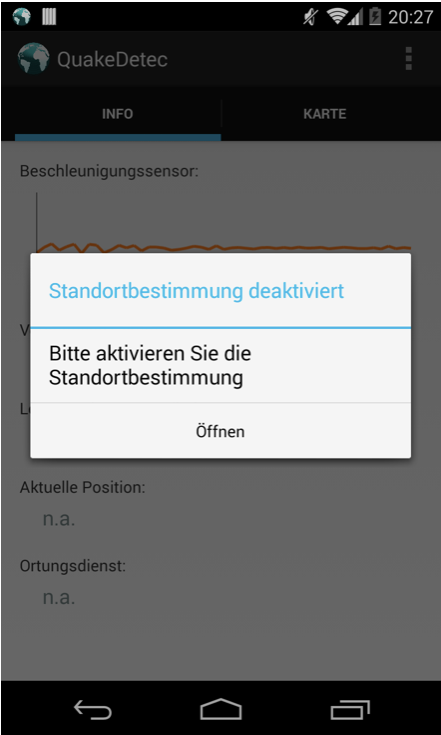 20:27
QuakeDetec
INFO KARTE
Beschleunigungssensor:
Standortbestimmung deaktiviert
Bitte aktivieren Sie die
Standortbestimmung
Öffnen
Aktuelle Position:
n.a.
Ortungsdienst:
n.a.